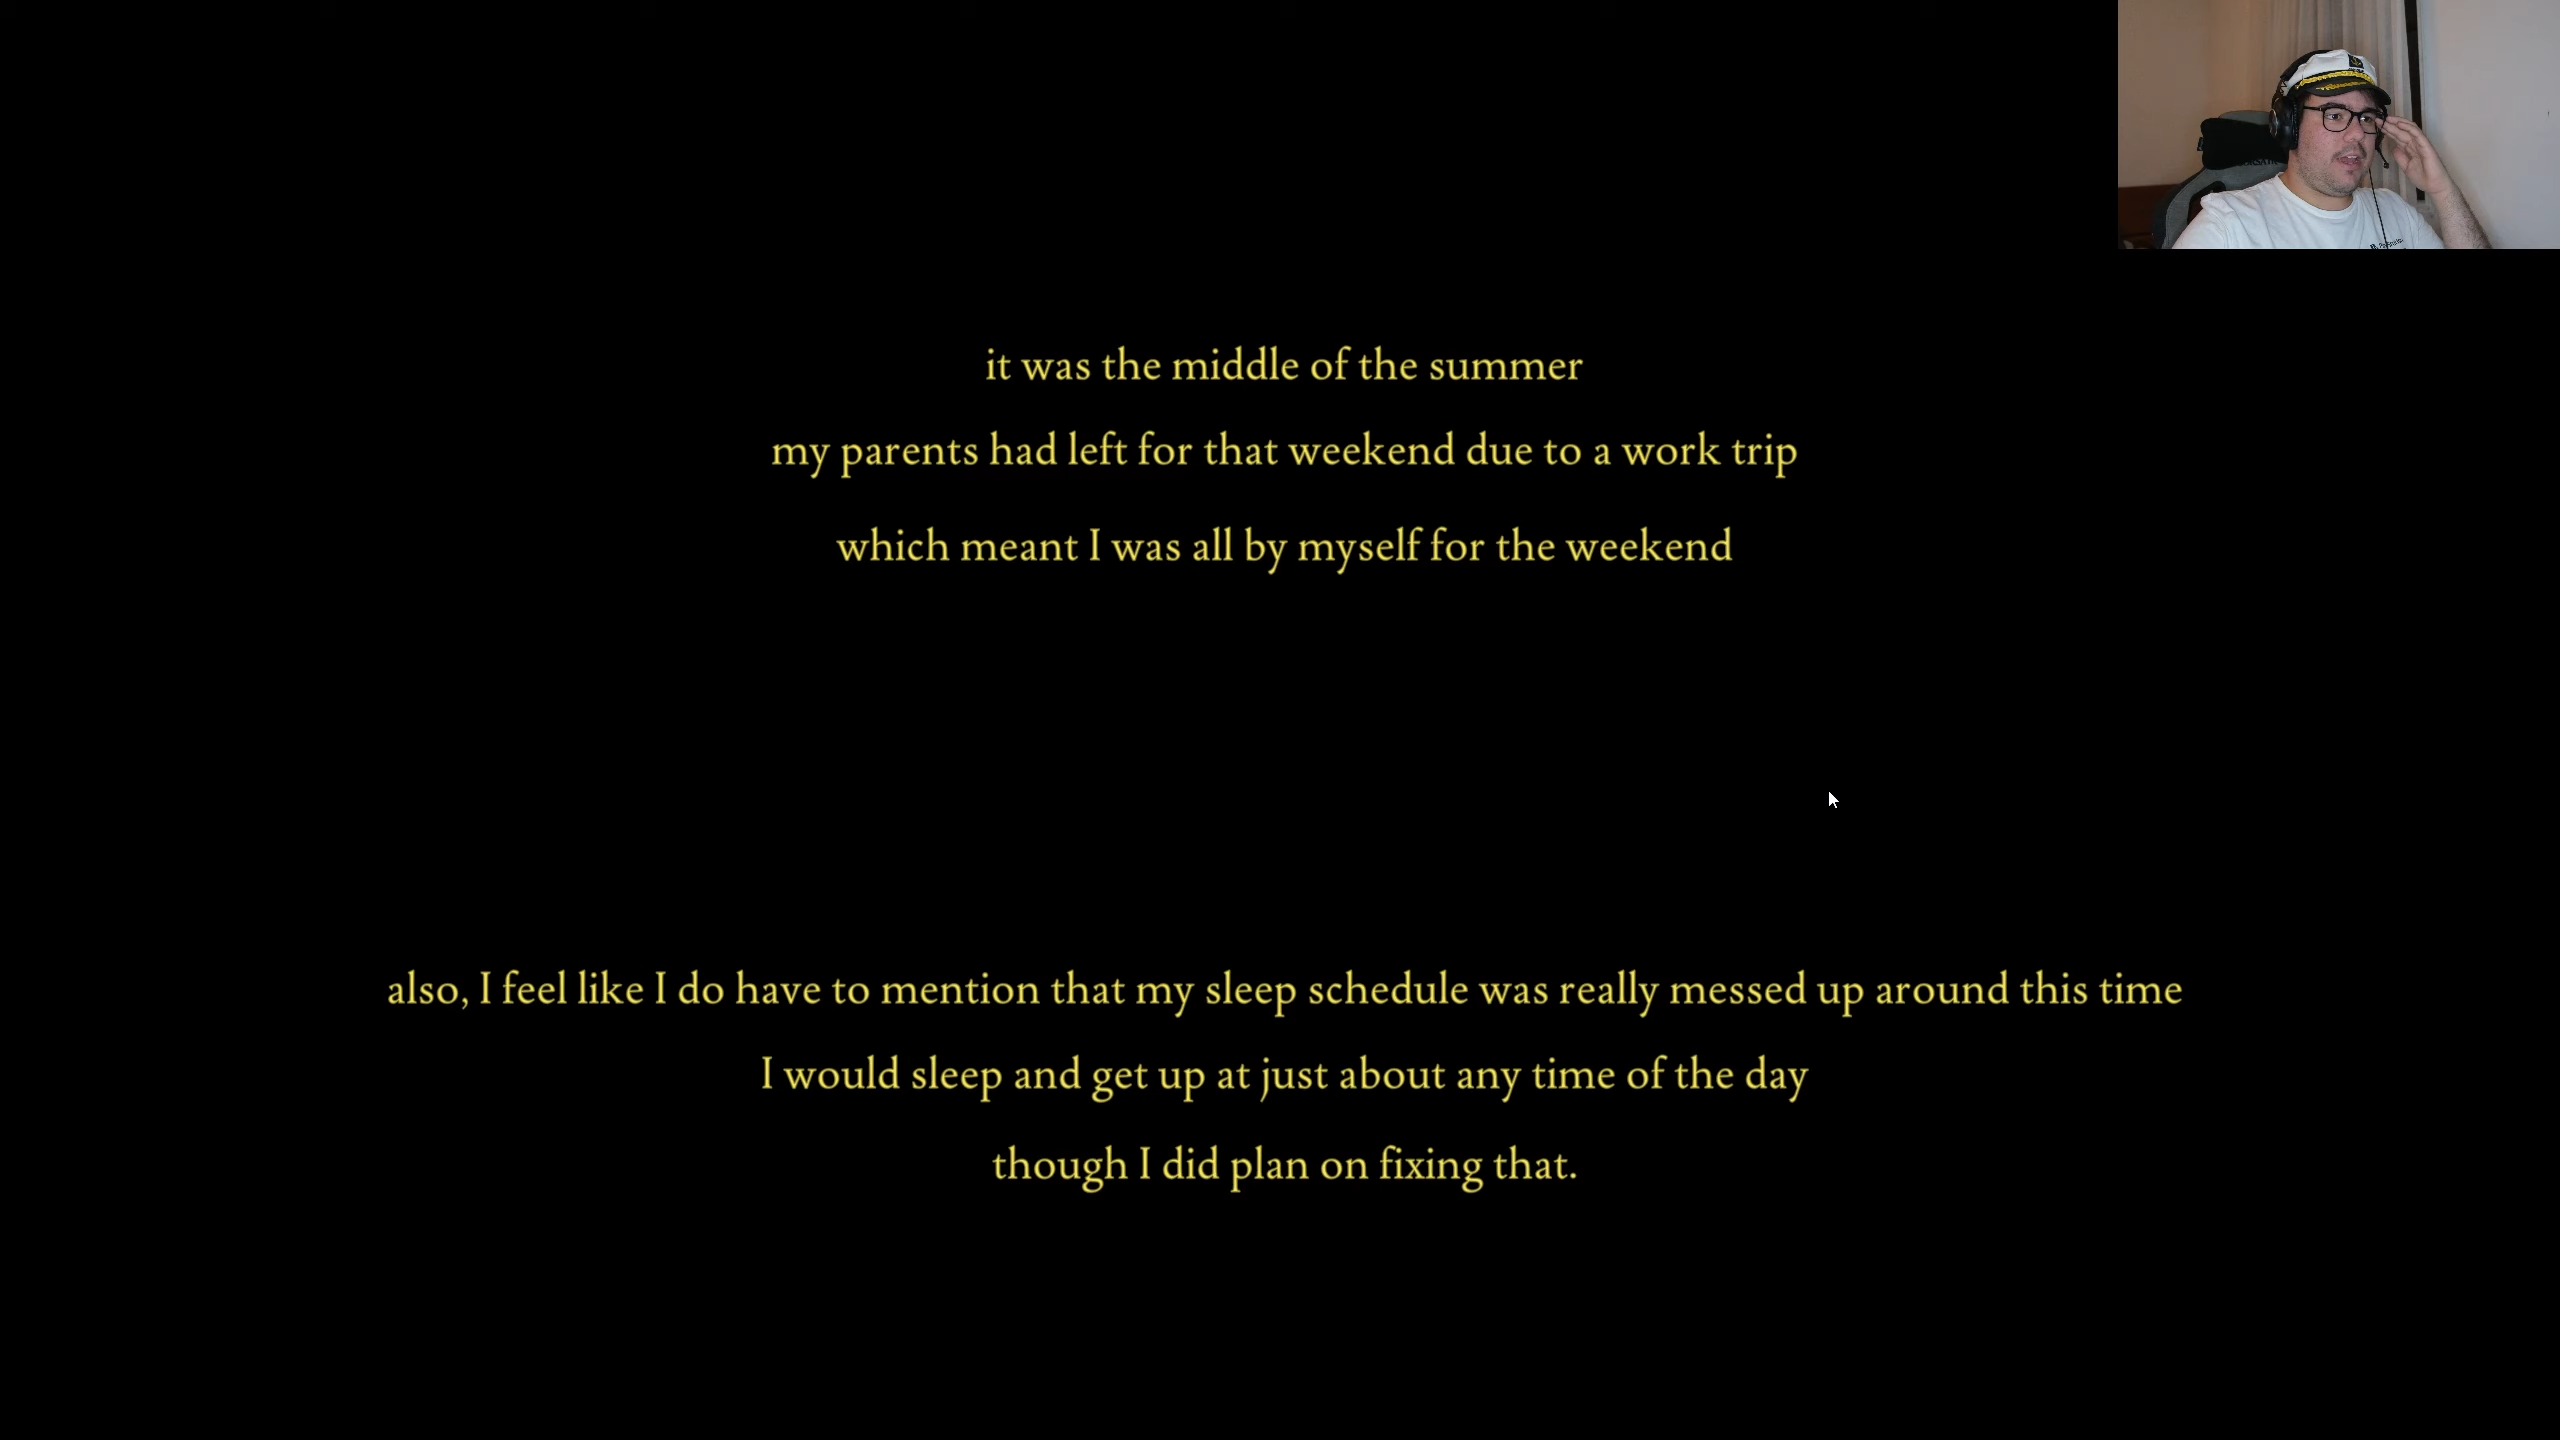 it was the middle of the summer
my parents had left for that weekend due to a work trip
which meant I was all by myself for the weekend
also, I feel like I do have to mention that my sleep schedule was really messed up around this time
I would sleep and get up at just about any time of the day
though I did plan on fixing that.